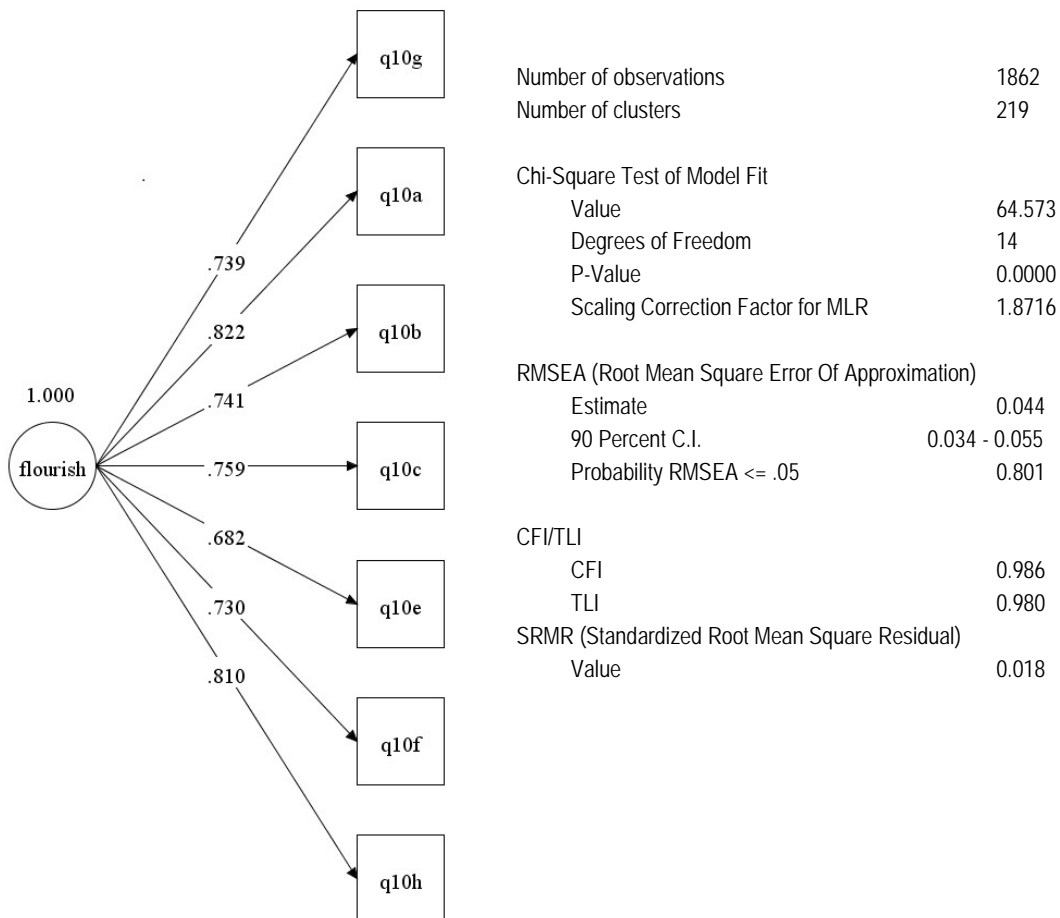 q10g
q10a
q10b
q10c
q10e
q10f
q10h
.739
.822
.741
.759
.682
.730
.810
1.000
flourish
Number of observations 1862
Number of clusters 219
Chi-Square Test of Model Fit
Value 64.573
Degrees of Freedom 14
P-Value 0.0000
Scaling Correction Factor for MLR 1.8716
RMSEA (Root Mean Square Error Of Approximation)
Estimate 0.044
90 Percent C.I. 0.034 - 0.055
Probability RMSEA <= .05 0.801
CFI/TLI
CFI 0.986
TLI 0.980
SRMR (Standardized Root Mean Square Residual)
Value 0.018